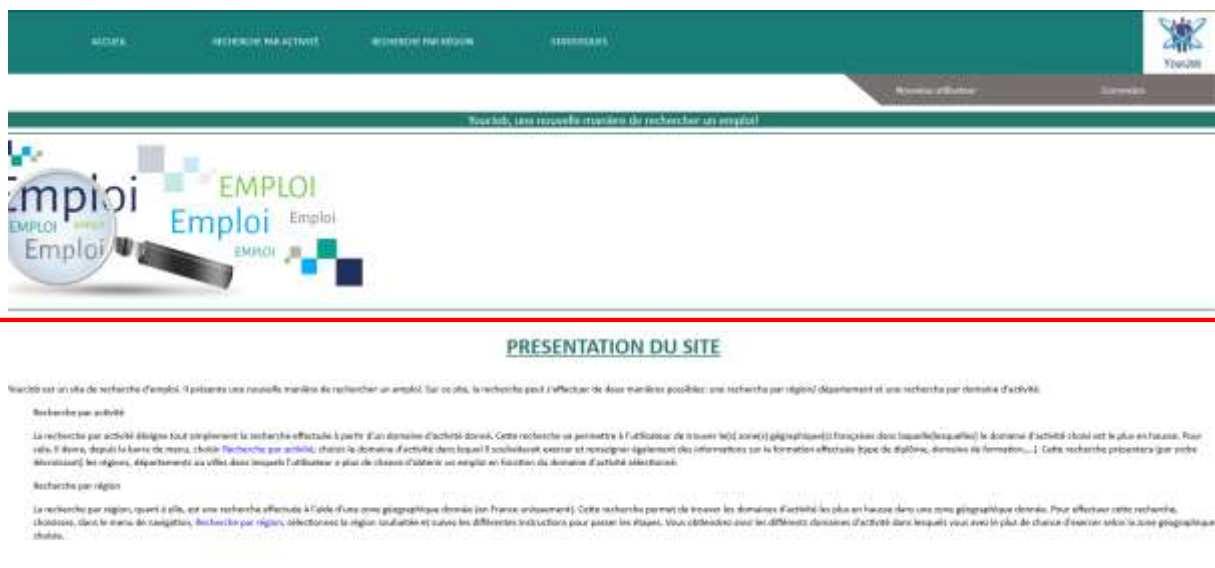 ACCUEIL RECHERCHE PAR ACTIVITÉ RECHERCHE PAR RÉGION STATISTIQUES
YourJob
Nouveau utilisateur Connexion
YourJob, une nouvelle manière de rechercher un emploi!
Emploi
EMPLOI
Emploi Emploi
EMPLOI
Emploi
EMPLOI
PRESENTATION DU SITE
YourJob est un site de recherche d'emploi. Il présente une nouvelle manière de rechercher un emploi. Sur ce site, la recherche peut s'effectuer de deux manières possibles: une recherche par région/ département et une recherche par domaine d'activité.
Recherche par activité
La recherche par activité désigne tout simplement la recherche effectuée à partir d'un domaine d'activité donné. Cette recherche va permettre à l'utilisateur de trouver le(s) zone(s) géographique(s) françaises dans laquelle(lesquelles) le domaine d'activité choisi est le plus en hausse. Pour
cela, il devra, depuis la barre de menu, choisir Recherche par activité, choisir le domaine d'activité dans lequel il souhaiterait exercer et renseigner également des informations sur la formation effectuée (type de diplôme, domaine de formation,...). Cette recherche présentera (par ordre
décroissant) les régions, départements ou villes dans lesquels l'utilisateur a plus de chance d'obtenir un emploi en fonction du domaine d'activité sélectionné.
Recherche par région
La recherche par région, quant à elle, est une recherche effectuée à l'aide d'une zone géographique donnée (en France uniquement). Cette recherche permet de trouver les domaines d'activité les plus en hausse dans une zone géographique donnée. Pour effectuer cette recherche,
choisissez, dans le menu de navigation, Recherche par région, sélectionnez la région souhaitée et suivez les différentes instructions pour passer les étapes. Vous obtiendrez ainsi les différents domaines d'activité dans lesquels vous avez le plus de chance d'exercer selon la zone géographique
choisie.